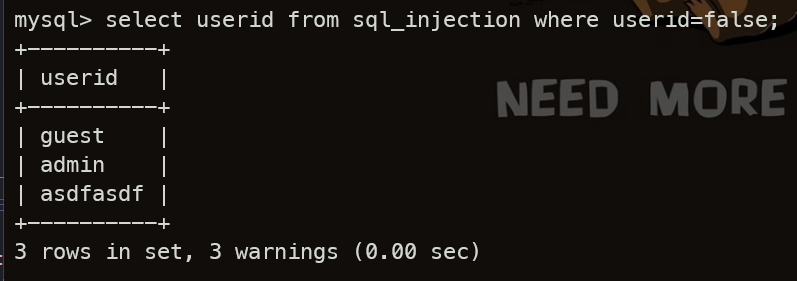 mysql> select userid from sql_injection where userid=false;
+----------+
| userid   |
+----------+
| guest    |
| admin    |
| asdfasdf |
+----------+
3 rows in set, 3 warnings (0.00 sec)
NEED MORE